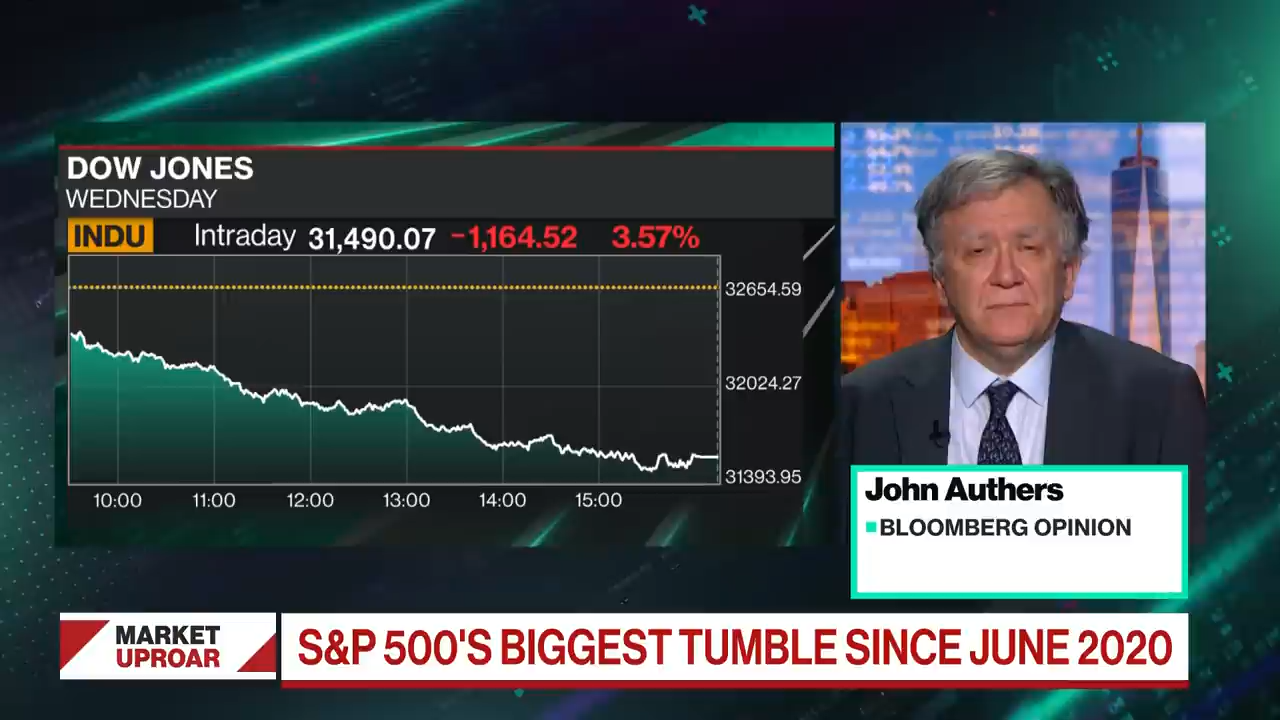 DOW JONES
WEDNESDAY
INDU Intraday 31,490.07 -1,164.52 3.57%
32654.59
32024.27
31393.95
10:00 11:00 12:00 13:00 14:00 15:00
John Authers
BLOOMBERG OPINION
MARKET
UPROAR
S&P 500'S BIGGEST TUMBLE SINCE JUNE 2020